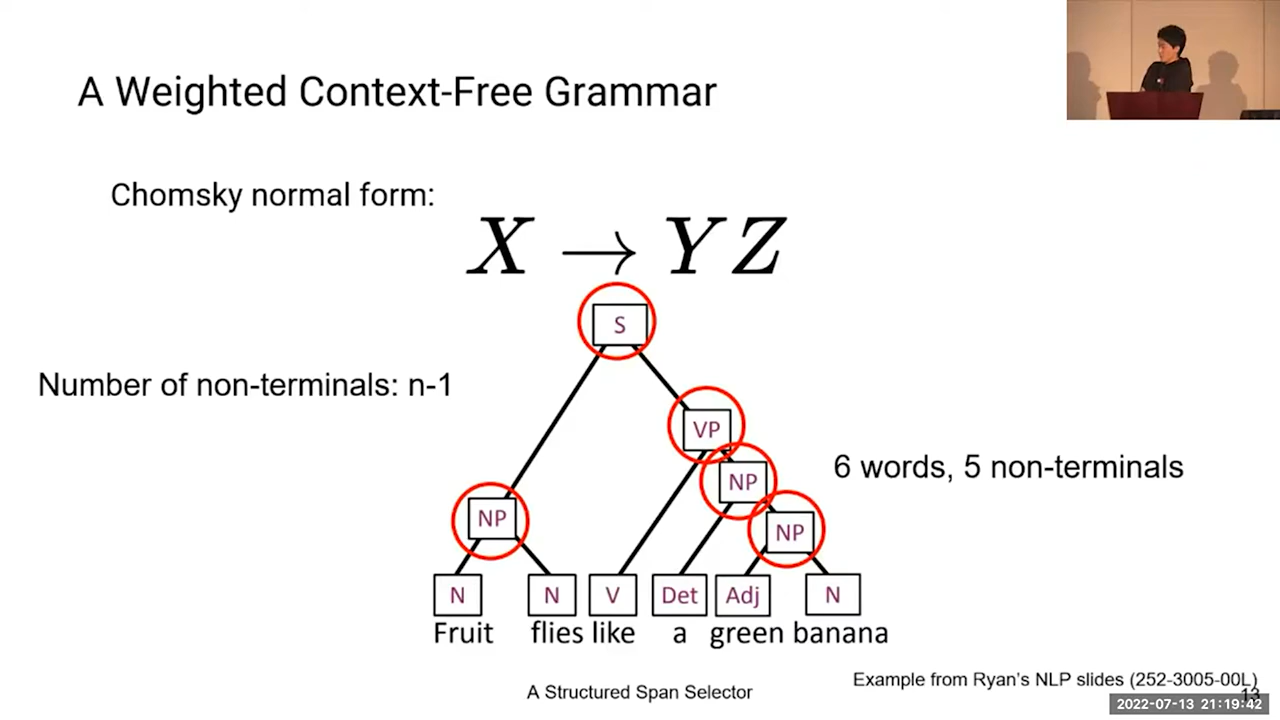 A Weighted Context-Free Grammar
Chomsky normal form:
X → Y Z
S
Number of non-terminals: n-1
VP
6 words, 5 non-terminals
NP
NP
NP
N N V Det Adj N
Fruit flies like a green banana
Example from Ryan's NLP slides (252-3005-00L)
A Structured Span Selector
13
2022-07-13 21:19:42